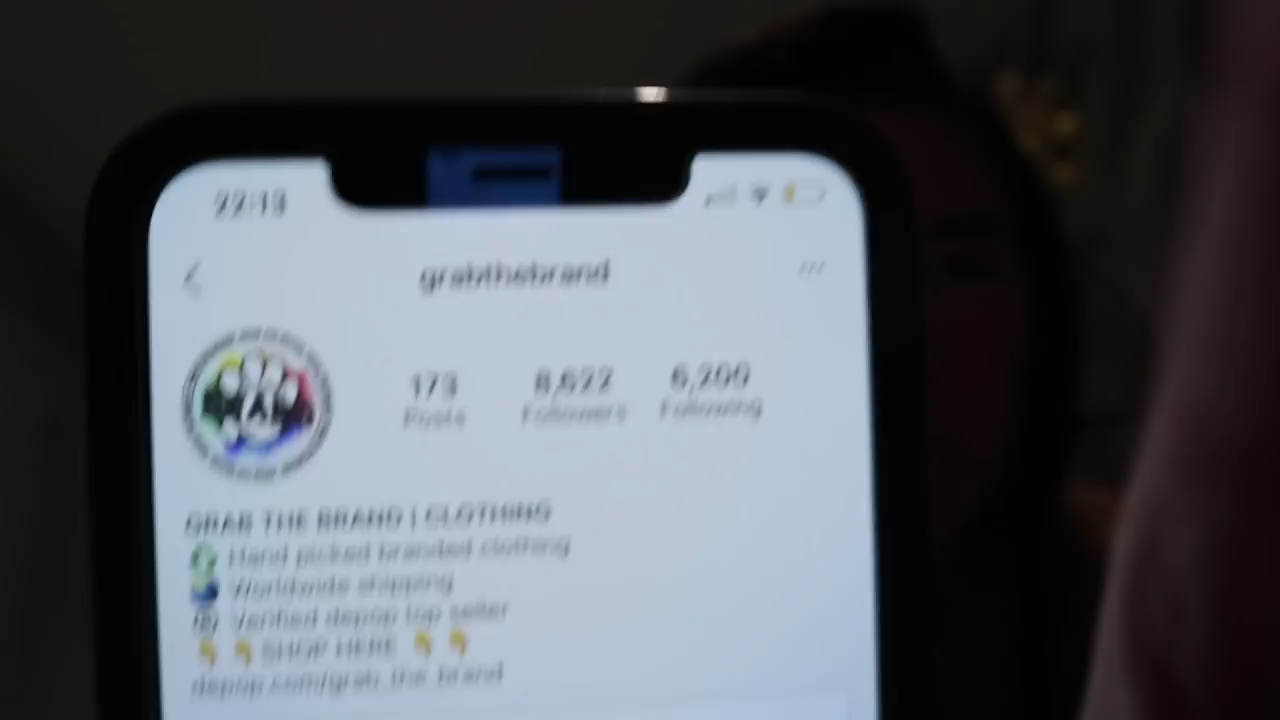 22:13
grabthebrand
173 8,622 6,200
Posts Followers Following
GRAB THE BRAND | CLOTHING
Hand picked branded clothing
Worldwide shipping
Verified depop top seller
SHOP HERE
depop.com/grab_the_brand